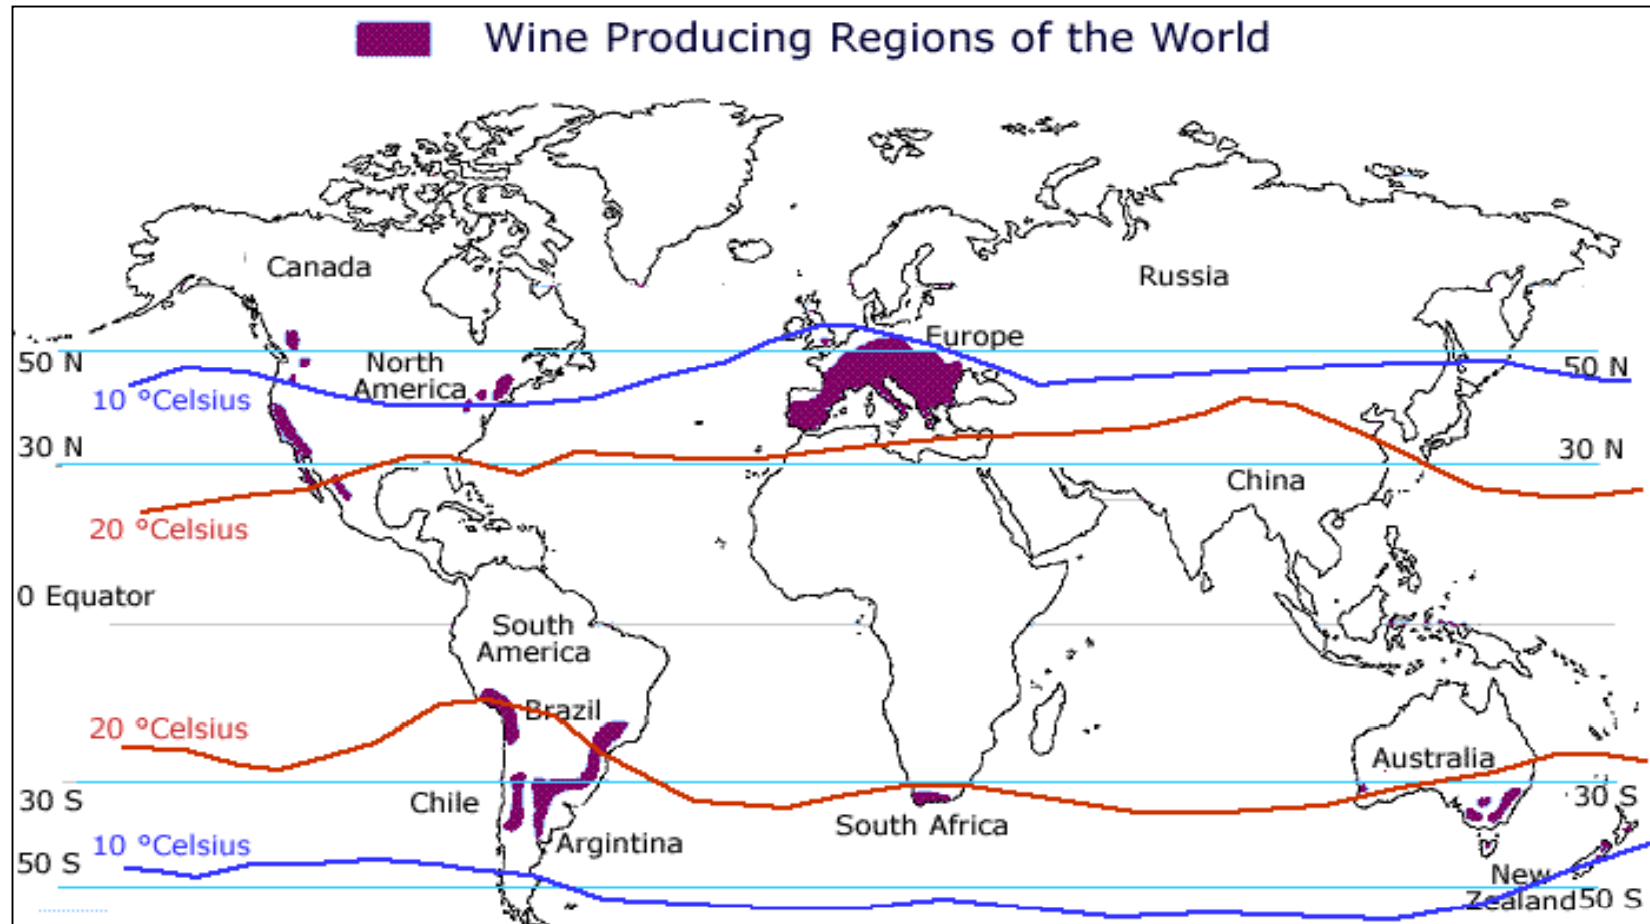 Wine Producing Regions of the World
Canada
Russia
Europe
50 N
North
America
50 N
10 °Celsius
30 N
30 N
China
20 °Celsius
0 Equator
South
America
Brazil
20 °Celsius
Australia
30 S
Chile
30 S
South Africa
10 °Celsius
Argintina
50 S
New
Zealand
50 S